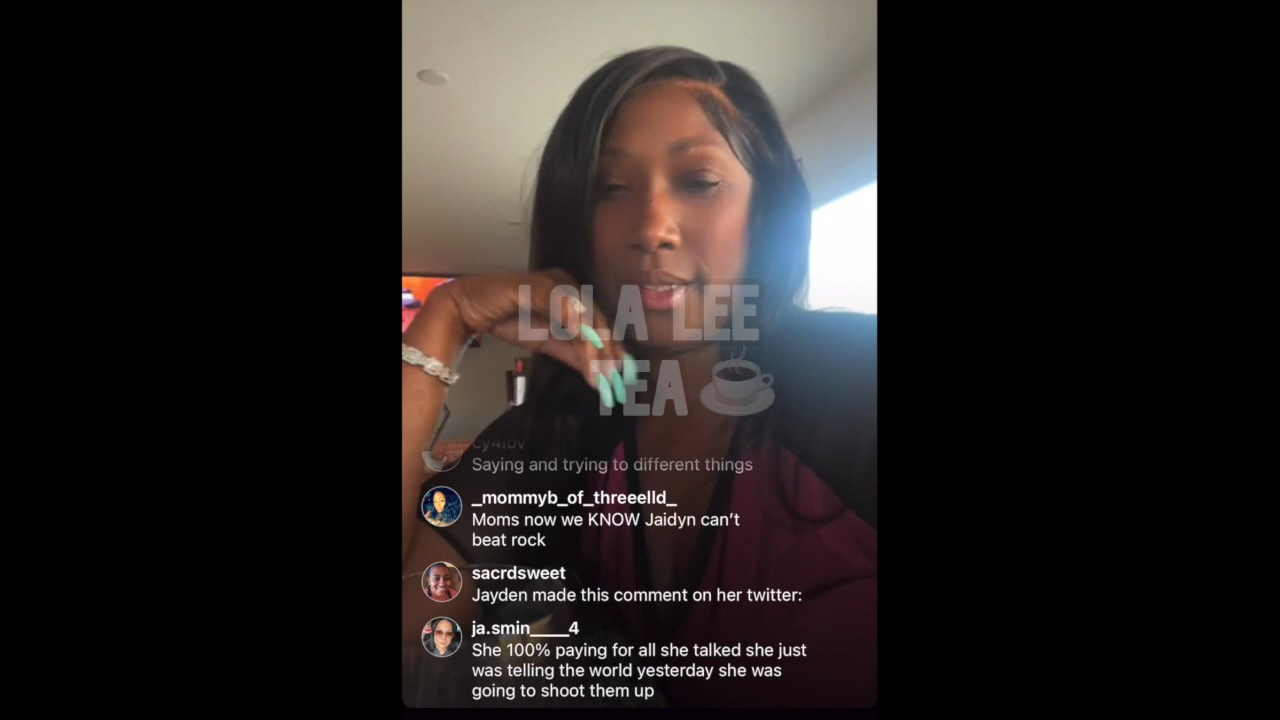 LOLA LEE
TEA
cy4lov
Saying and trying to different things
_mommyb_of_threeelld_
Moms now we KNOW Jaidyn can’t
beat rock
sacrdsweet
Jayden made this comment on her twitter:
ja.smin____4
She 100% paying for all she talked she just
was telling the world yesterday she was
going to shoot them up